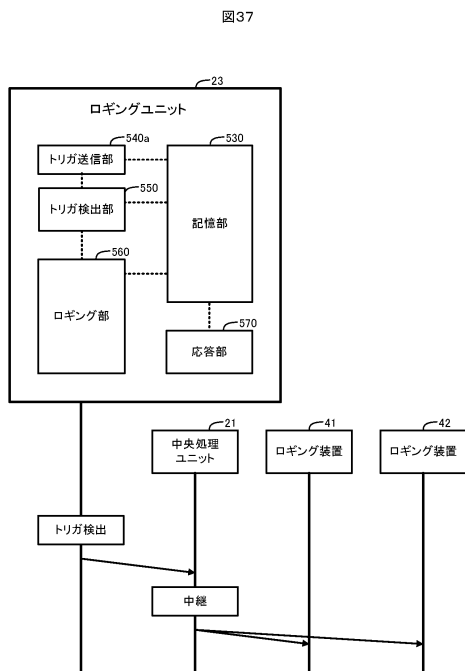 図37
23
ロギングユニット
540a
トリガ送信部
530
550
トリガ検出部
記憶部
560
ロギング部
570
応答部
21
中央処理
ユニット
41
ロギング装置
42
ロギング装置
トリガ検出
中継